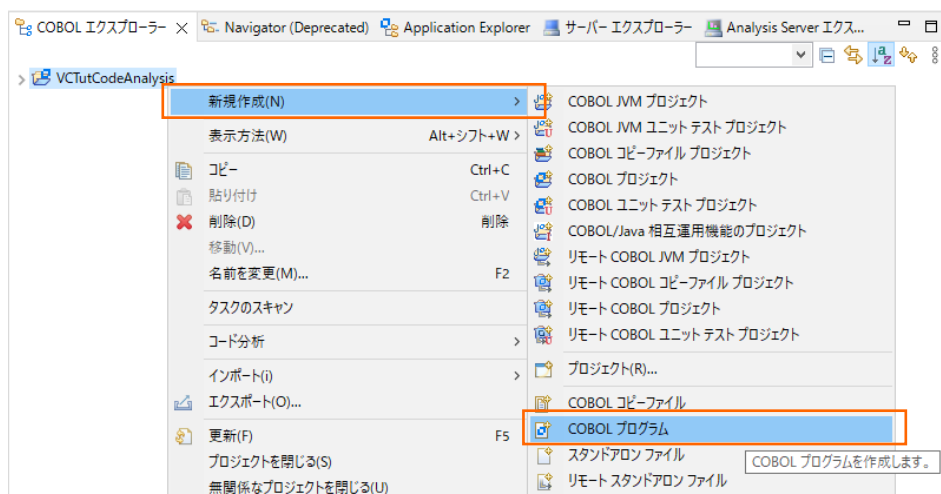 COBOL エクスプローラー Navigator (Deprecated) Application Explorer サーバー エクスプローラー Analysis Server エクス...
VCTutCodeAnalysis
新規作成(N)
表示方法(W) Alt+シフト+W
コピー Ctrl+C
貼り付け Ctrl+V
削除(D) 削除
移動(V)...
名前を変更(M)... F2
タスクのスキャン
コード分析
インポート(i)
エクスポート(O)...
更新(F) F5
プロジェクトを閉じる(S)
無関係なプロジェクトを閉じる(U)
COBOL JVM プロジェクト
COBOL JVM ユニット テスト プロジェクト
COBOL コピーファイル プロジェクト
COBOL プロジェクト
COBOL ユニット テスト プロジェクト
COBOL/Java 相互運用機能のプロジェクト
リモート COBOL JVM プロジェクト
リモート COBOL コピーファイル プロジェクト
リモート COBOL プロジェクト
リモート COBOL ユニット テスト プロジェクト
プロジェクト(R)...
COBOL コピーファイル
COBOL プログラム
スタンドアロン ファイル
COBOL プログラムを作成します。
リモート スタンドアロン ファイル